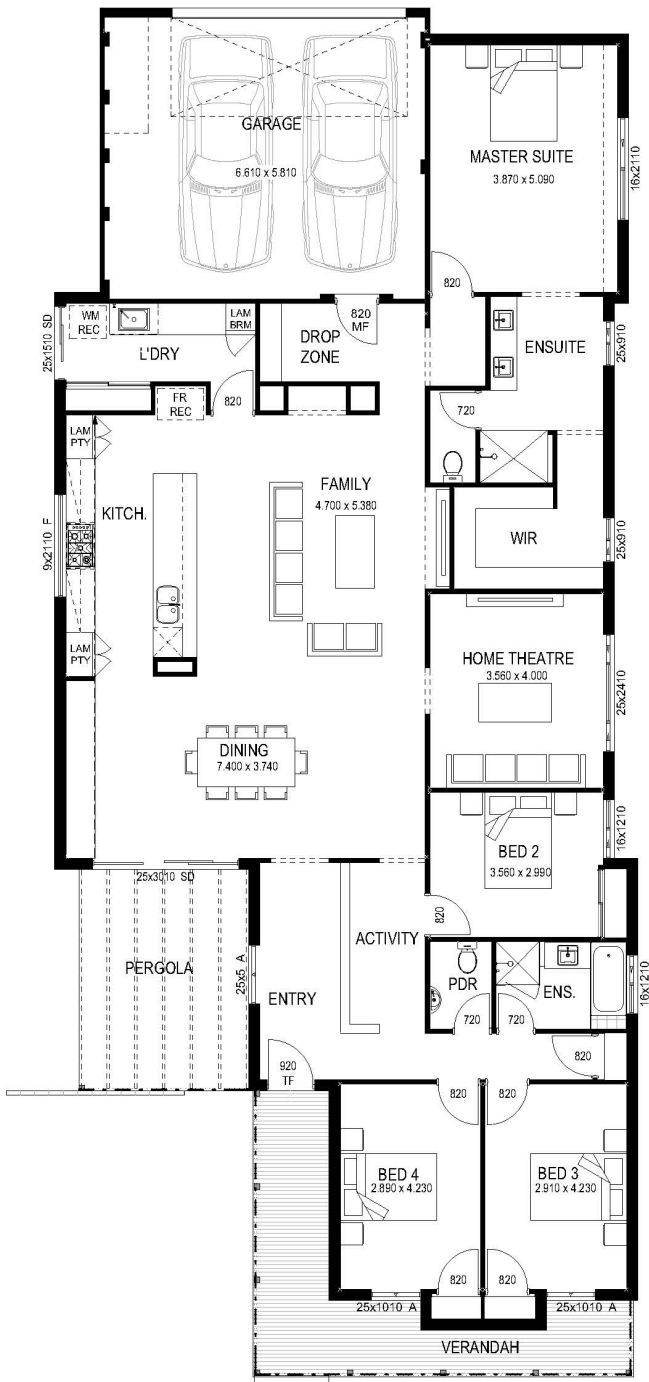 GARAGE
6.610 x 5.810
MASTER SUITE
3.870 x 5.090
16x2110
820
25x1510 SD
WM
REC
LAM
BRM
L'DRY
820
MF
DROP
ZONE
ENSUITE
25x910
FR
REC
820
720
LAM
PTY
KITCH.
9x2110 F
FAMILY
4.700 x 5.380
WIR
25x910
LAM
PTY
HOME THEATRE
3.560 x 4.000
25x2410
DINING
7.400 x 3.740
BED 2
3.560 x 2.990
16x1210
25x3010 SD
820
ACTIVITY
PERGOLA
25x5 A
ENTRY
PDR
ENS.
16x1210
720
720
920
TF
820
820
820
BED 4
2.890 x 4.230
BED 3
2.910 x 4.230
820
820
25x1010 A
25x1010 A
VERANDAH